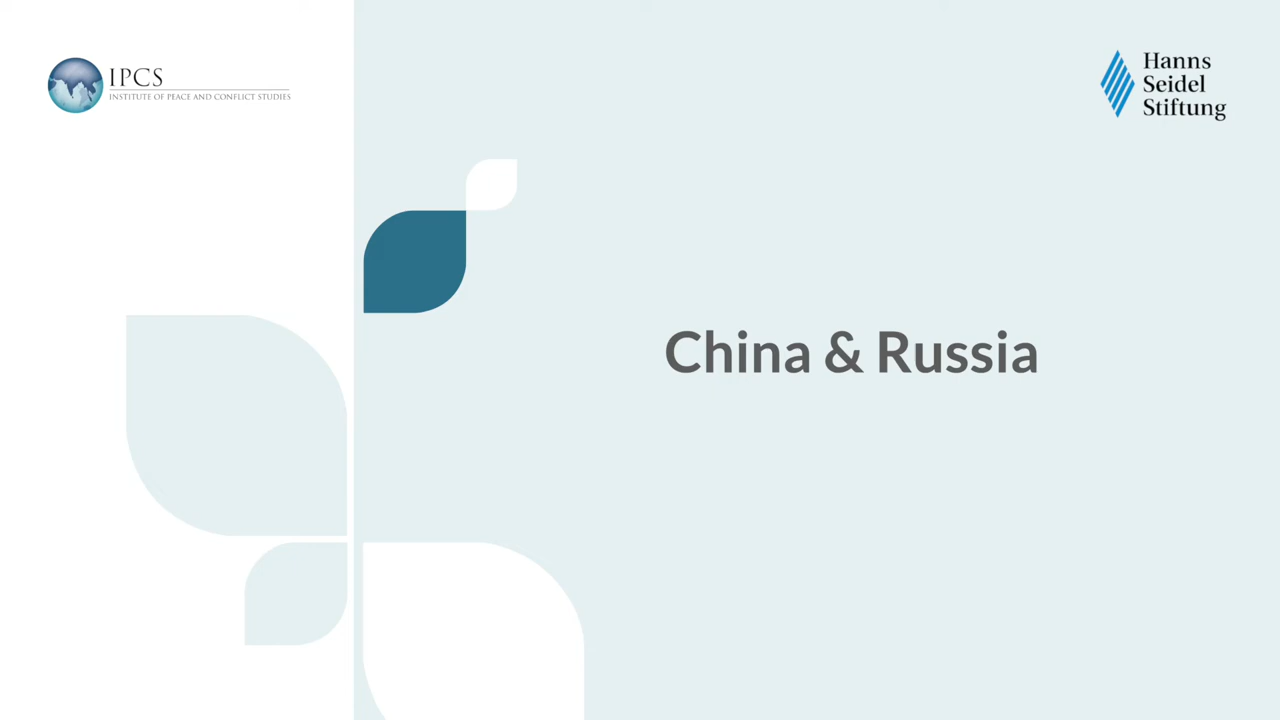 IPCS
INSTITUTE OF PEACE AND CONFLICT STUDIES
Hanns
Seidel
Stiftung
China & Russia